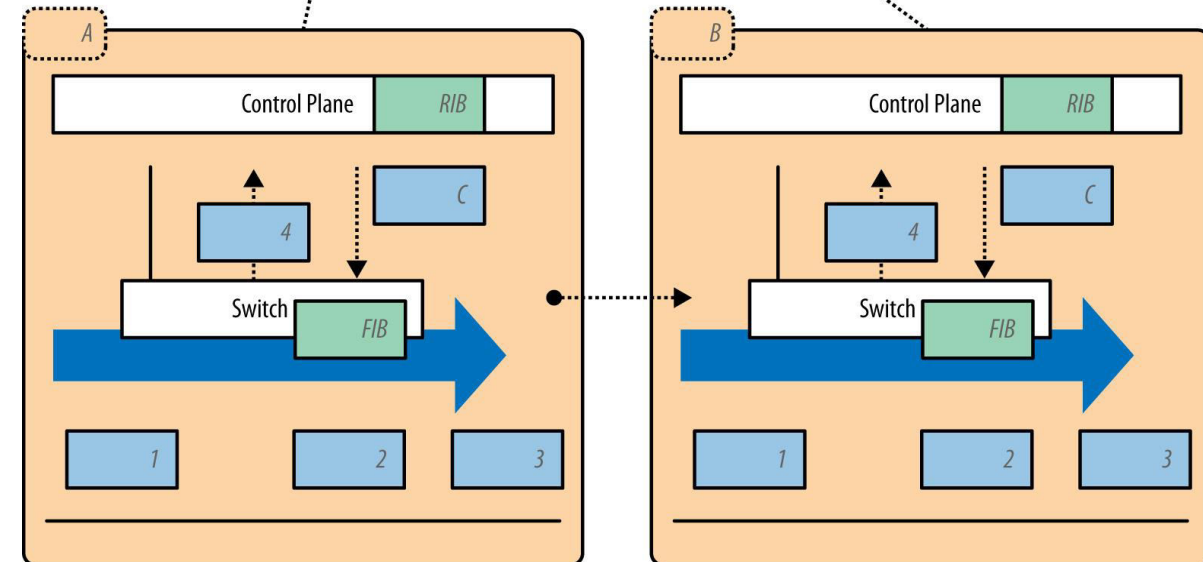 A
Control Plane RIB
C
4
Switch
FIB
1 2 3
B
Control Plane RIB
C
4
Switch
FIB
1 2 3